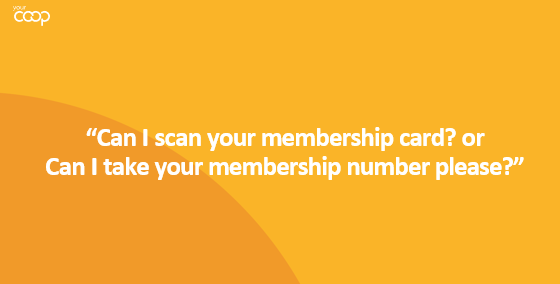 your
coop
“Can I scan your membership card? or
Can I take your membership number please?”